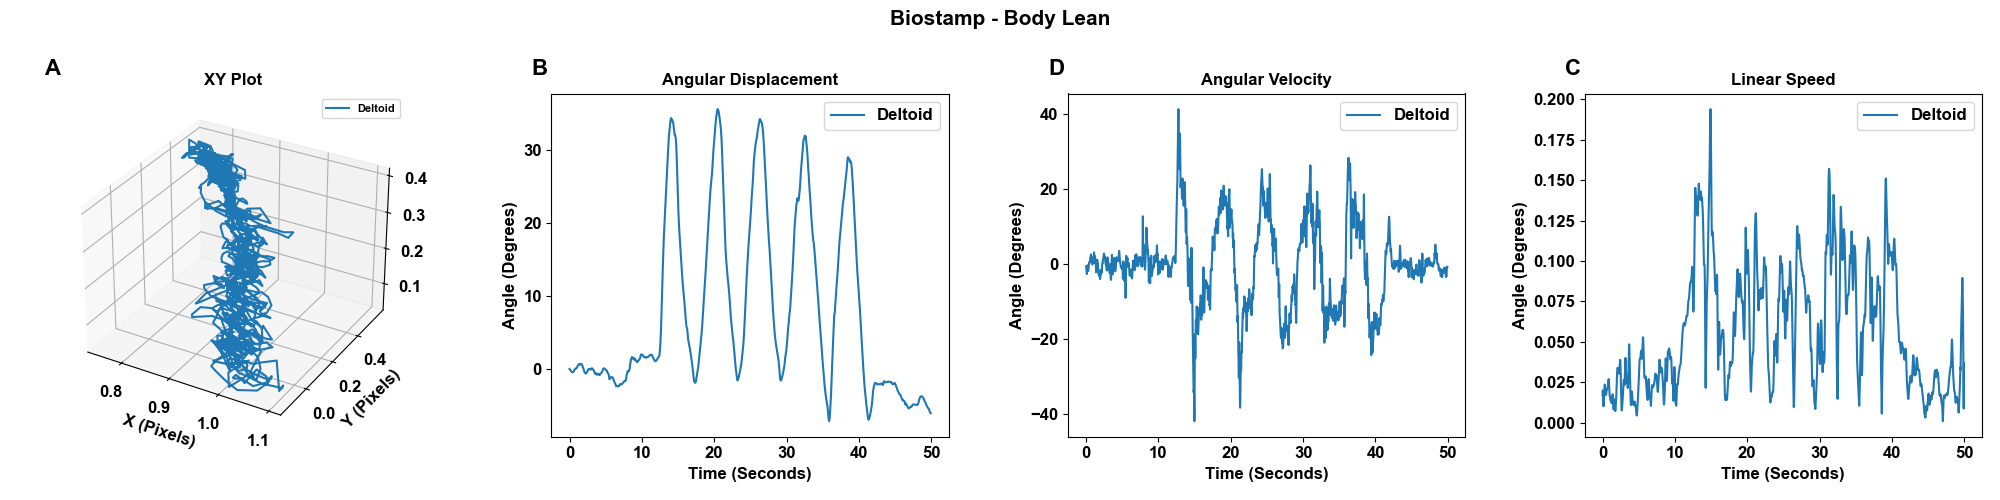 Biostamp - Body Lean
A
XY Plot
Deltoid
0.4
0.3
0.2
0.1
0.8
0.9
1.0
1.1
X (Pixels)
0.0
0.2
0.4
Y (Pixels)
B
Angular Displacement
Deltoid
Angle (Degrees)
30
20
10
0
0 10 20 30 40 50
Time (Seconds)
D
Angular Velocity
Deltoid
Angle (Degrees)
40
20
0
−20
−40
0 10 20 30 40 50
Time (Seconds)
C
Linear Speed
Deltoid
Angle (Degrees)
0.200
0.175
0.150
0.125
0.100
0.075
0.050
0.025
0.000
0 10 20 30 40 50
Time (Seconds)